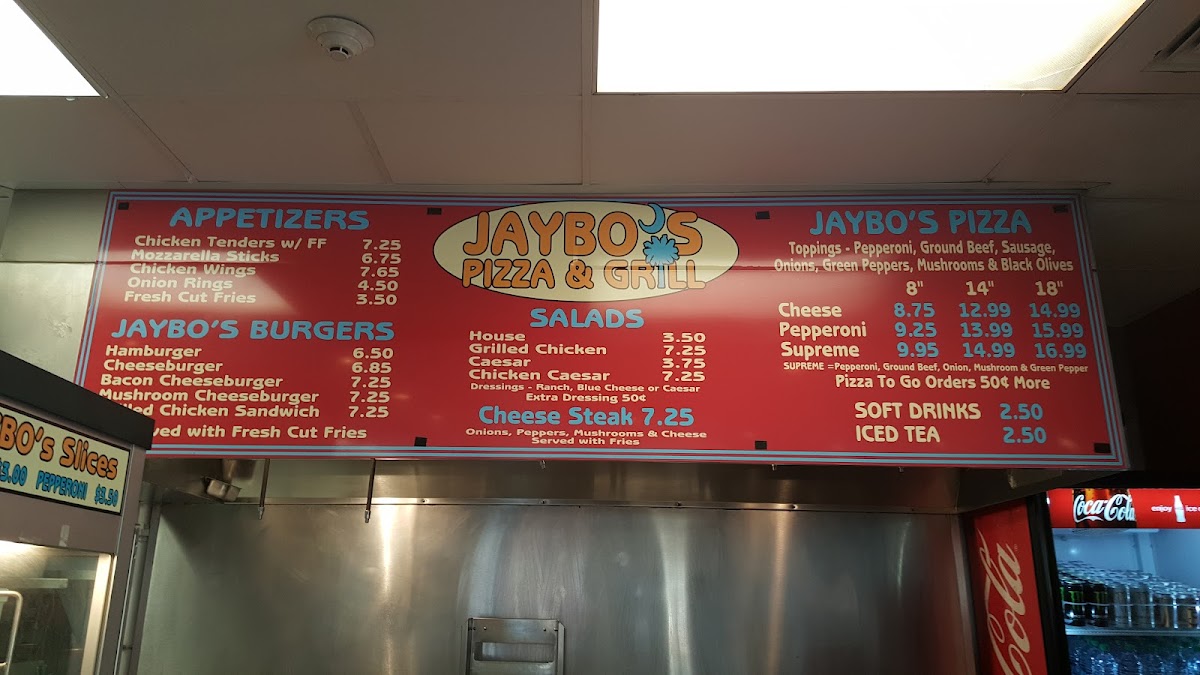 APPETIZERS
Chicken Tenders w/ FF 7.25
Mozzarella Sticks 6.75
Chicken Wings 7.65
Onion Rings 4.50
Fresh Cut Fries 3.50
JAYBO'S BURGERS
Hamburger 6.50
Cheeseburger 6.85
Bacon Cheeseburger 7.25
Mushroom Cheeseburger 7.25
Chicken Sandwich 7.25
with Fresh Cut Fries
JAYBO'S
PIZZA & GRILL
SALADS
House 3.50
Grilled Chicken 7.25
Caesar 3.75
Chicken Caesar 7.25
Dressings - Ranch, Blue Cheese or Caesar
Extra Dressing 50¢
Cheese Steak 7.25
Onions, Peppers, Mushrooms & Cheese
Served with Fries
JAYBO'S PIZZA
Toppings - Pepperoni, Ground Beef, Sausage,
Onions, Green Peppers, Mushrooms & Black Olives
8" 14" 18"
Cheese 8.75 12.99 14.99
Pepperoni 9.25 13.99 15.99
Supreme 9.95 14.99 16.99
SUPREME =Pepperoni, Ground Beef, Onion, Mushroom & Green Pepper
Pizza To Go Orders 50¢ More
SOFT DRINKS 2.50
ICED TEA 2.50
BO's Slices
3.00 PEPPERONI $3.50
Coca-Cola
enjoy
Cola